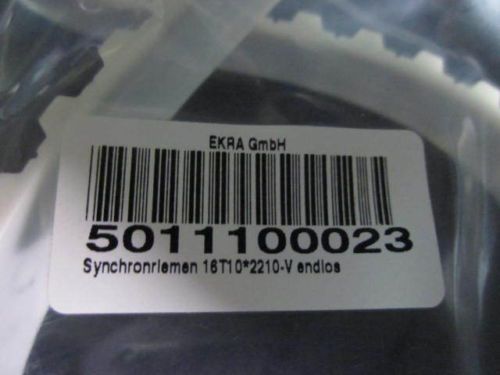 EKRA GmbH
5011100023
Synchronriemen 16T10*2210-V endlos